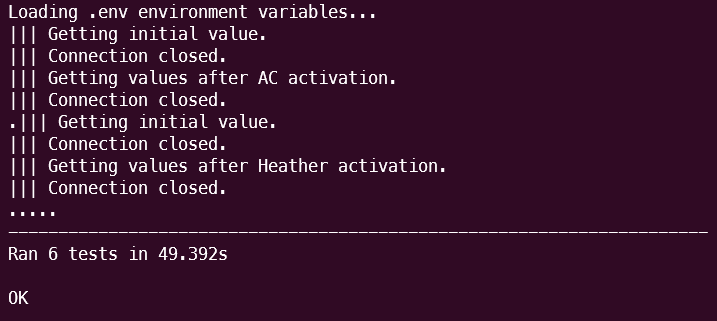 Loading .env environment variables...
||| Getting initial value.
||| Connection closed.
||| Getting values after AC activation.
||| Connection closed.
.||| Getting initial value.
||| Connection closed.
||| Getting values after Heather activation.
||| Connection closed.
.....
----------------------------------------------------------------------
Ran 6 tests in 49.392s
OK